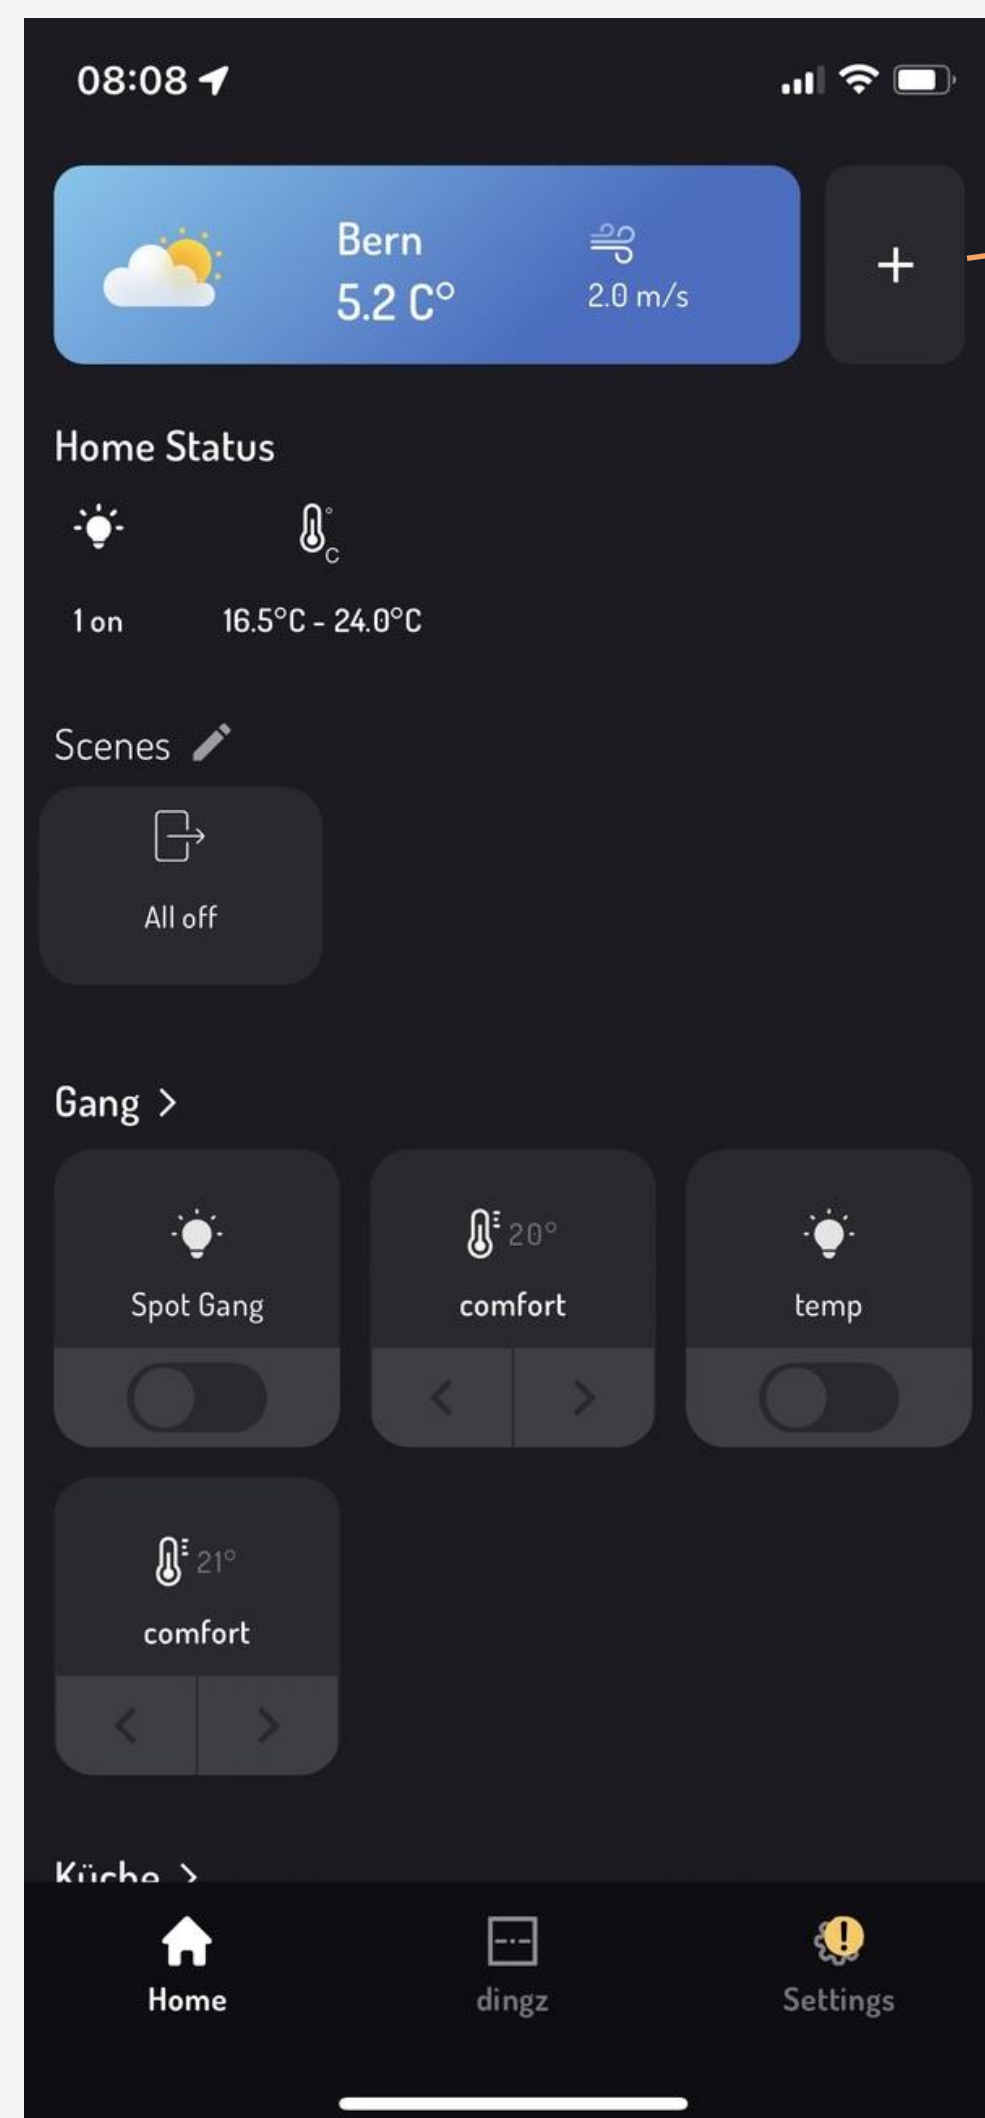 08:08
Bern
5.2 C°
2.0 m/s
+
Home Status
°C
1 on
16.5°C - 24.0°C
Scenes
All off
Gang >
20°
Spot Gang
comfort
temp
< >
21°
comfort
< >
Küche >
!
Home
dingz
Settings